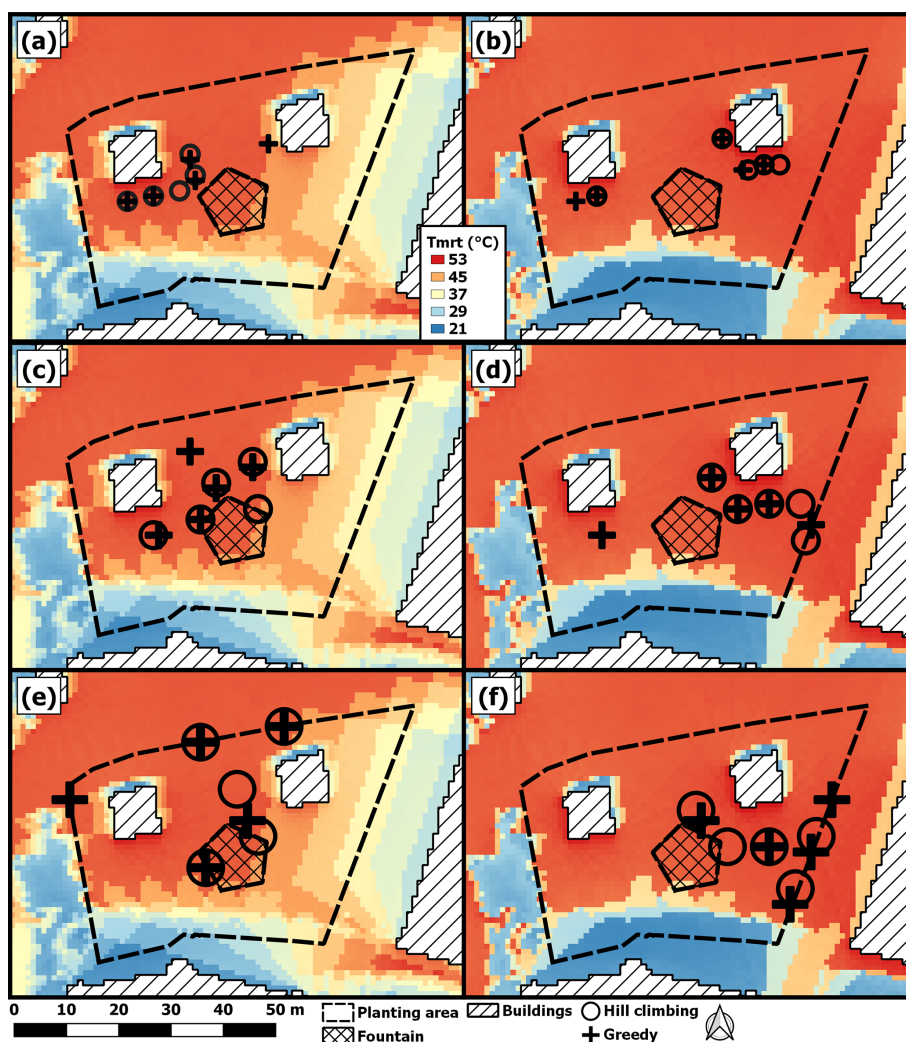 (a)
(b)
Tmrt (°C)
53
45
37
29
21
(c)
(d)
(e)
(f)
0 10 20 30 40 50 m
Planting area
Buildings
Hill climbing
Fountain
Greedy